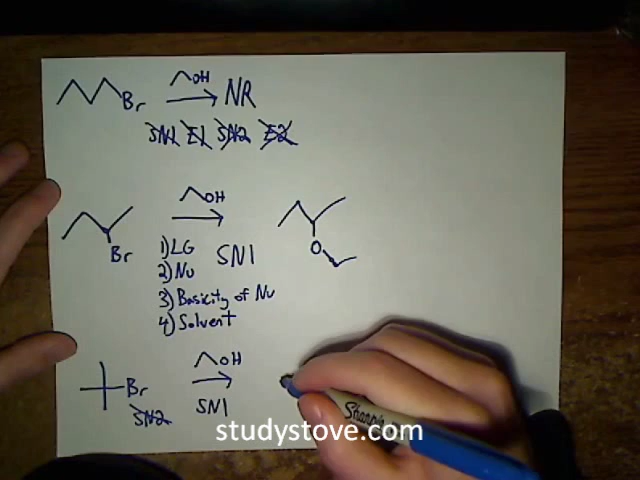 Br
OH
NR
SN1 E1 SN2 E2
OH
Br
1) LG
2) Nu
3) Basicity of Nu
4) Solvent
SN1
O
OH
Br
SN2
SN1
Sharpie
studystove.com